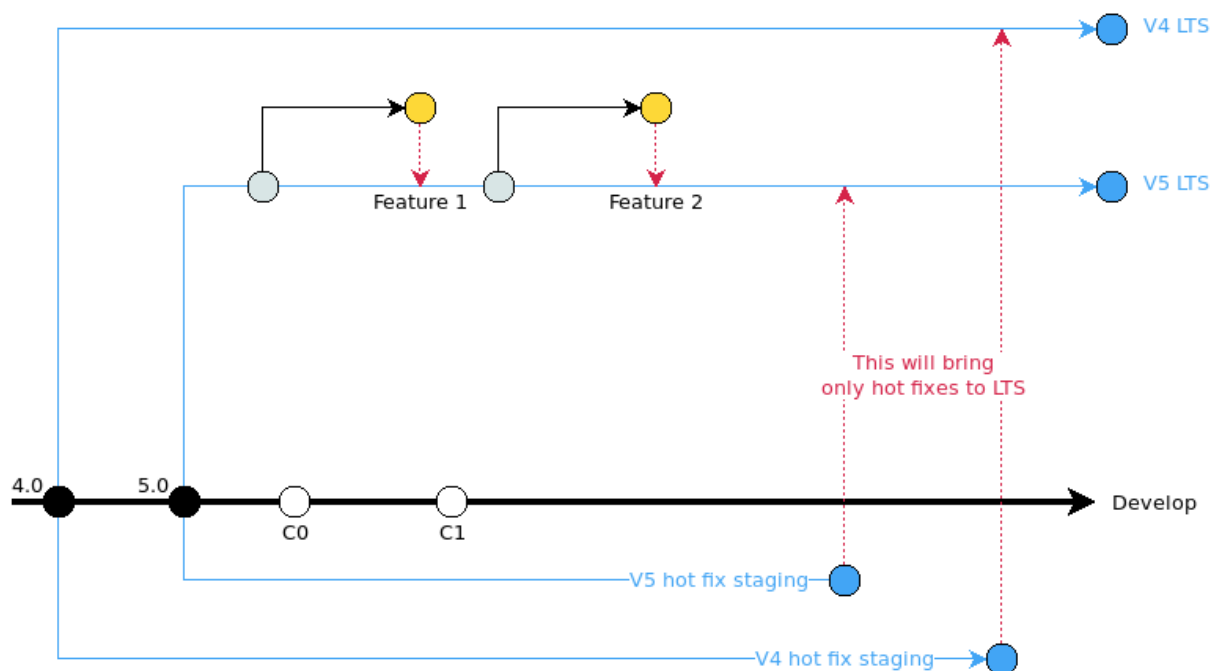 V4 LTS
V5 LTS
Feature 1
Feature 2
This will bring
only hot fixes to LTS
4.0
5.0
Develop
C0
C1
V5 hot fix staging
V4 hot fix staging